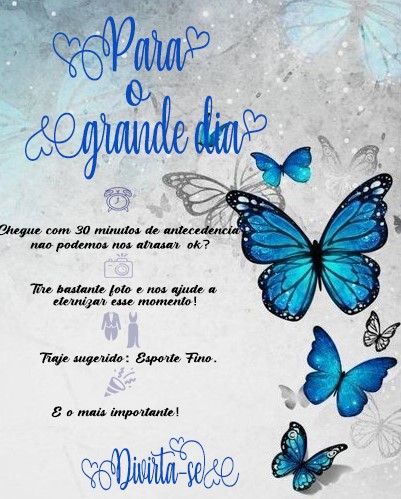 Para
o
grande dia
Chegue com 30 minutos de antecedencia
nao podemos nos atrasar ok?
Tire bastante foto e nos ajude a
eternizar esse momento!
Traje sugerido: Esporte Fino.
E o mais importante!
Divirta-se